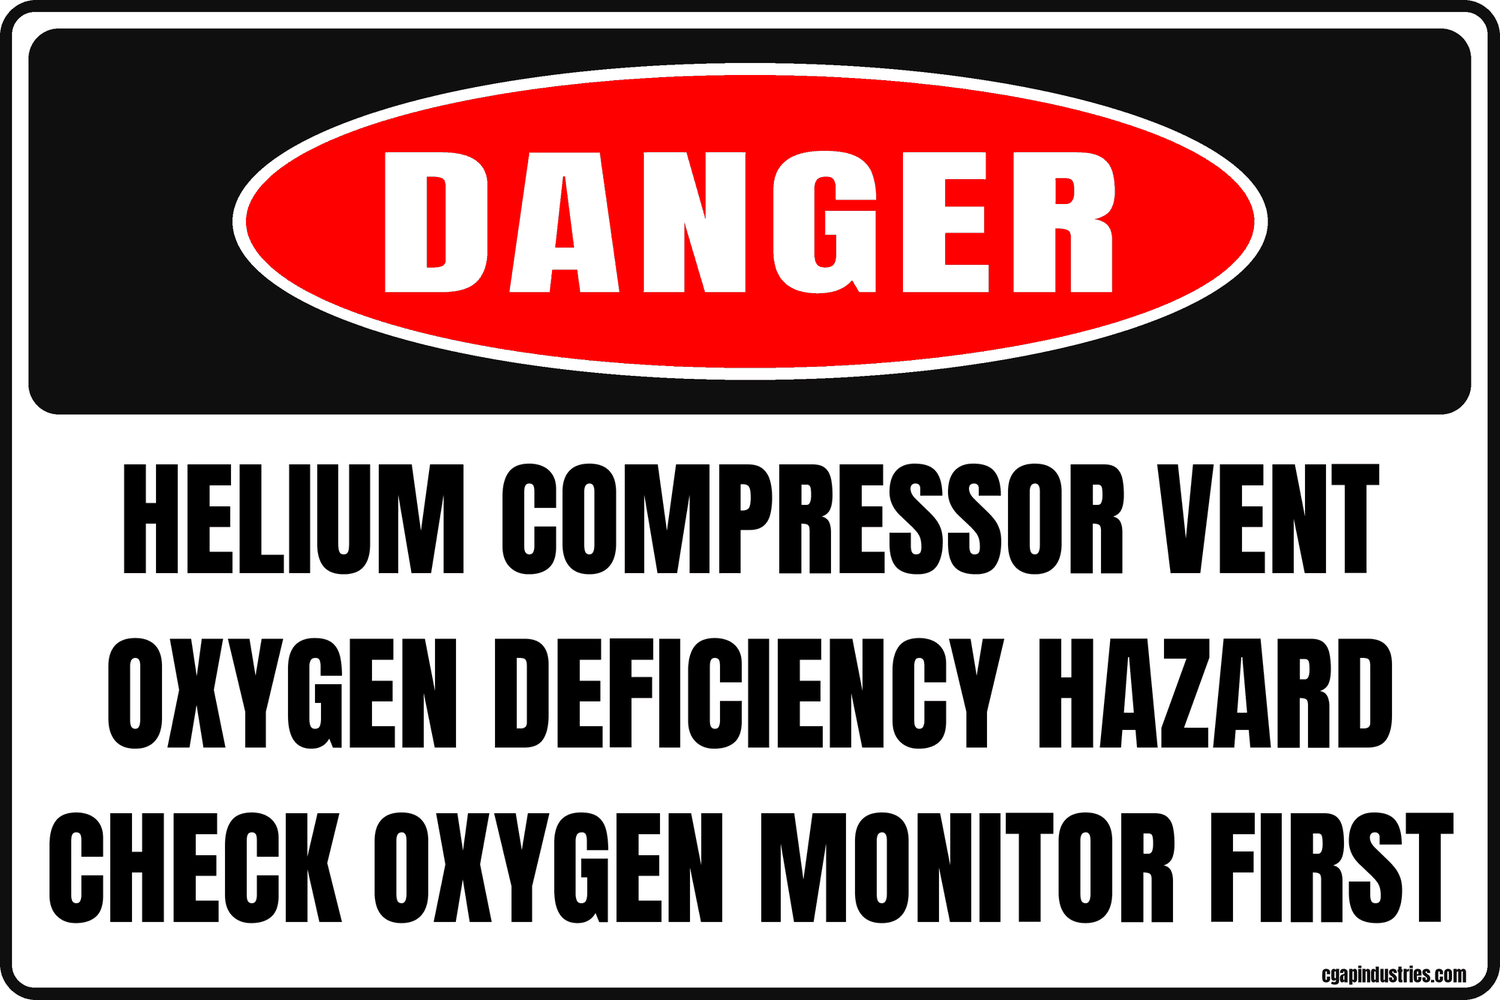 DANGER
HELIUM COMPRESSOR VENT
OXYGEN DEFICIENCY HAZARD
CHECK OXYGEN MONITOR FIRST
cgapindustries.com